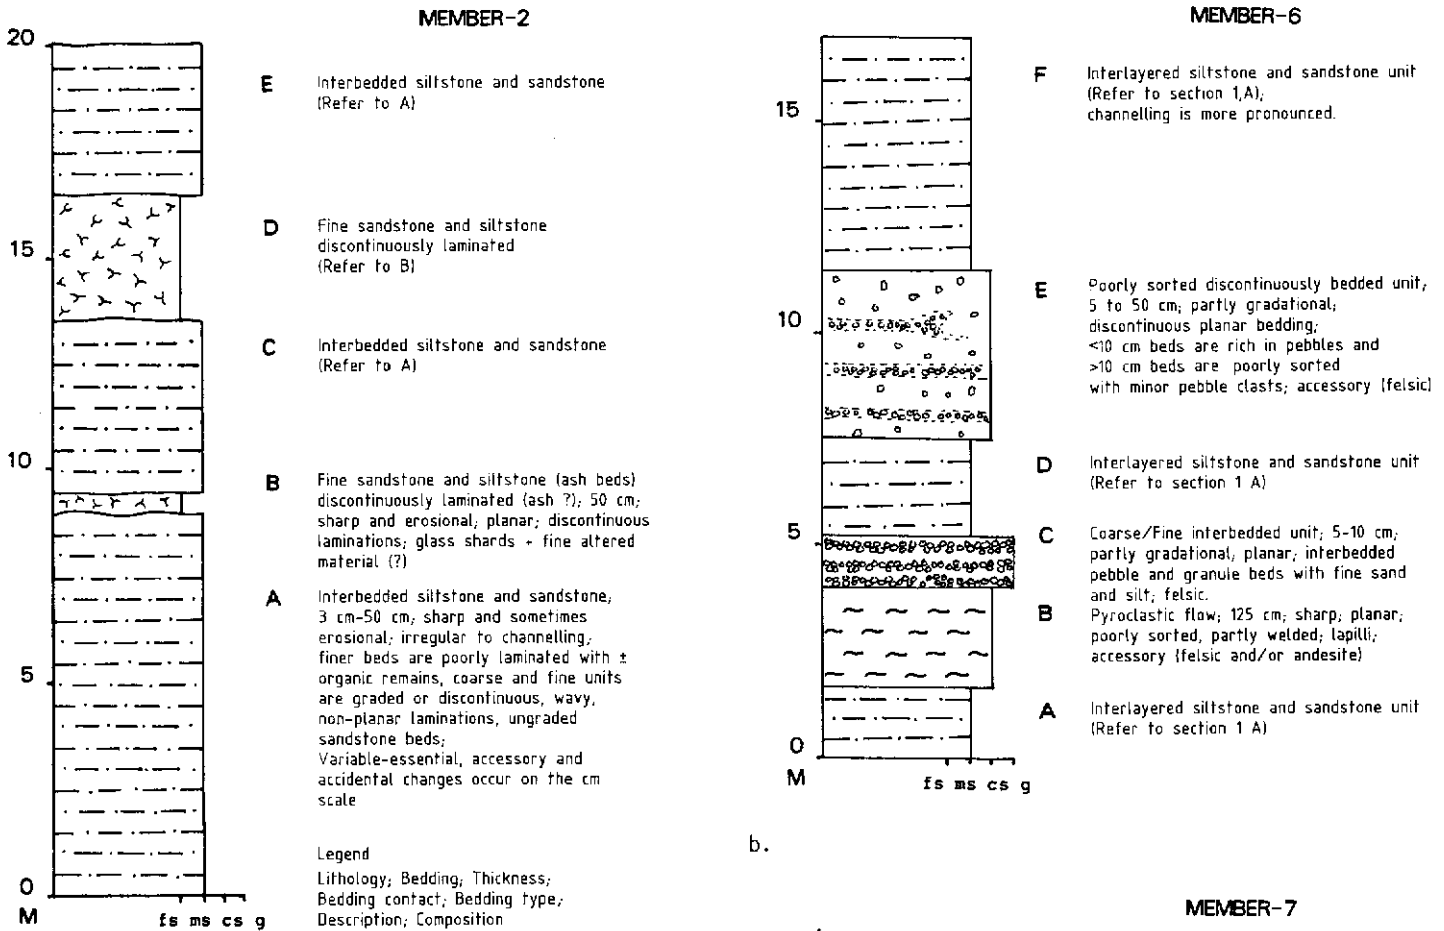 MEMBER-2
20
15
10
5
0
M
fs ms cs g
E Interbedded siltstone and sandstone
(Refer to A)
D Fine sandstone and siltstone
discontinuously laminated
(Refer to B)
C Interbedded siltstone and sandstone
(Refer to A)
B Fine sandstone and siltstone (ash beds)
discontinuously laminated (ash ?); 50 cm;
sharp and erosional; planar; discontinuous
laminations; glass shards + fine altered
material (?)
A Interbedded siltstone and sandstone;
3 cm-50 cm; sharp and sometimes
erosional; irregular to channelling;
finer beds are poorly laminated with ±
organic remains, coarse and fine units
are graded or discontinuous, wavy,
non-planar laminations, ungraded
sandstone beds;
Variable-essential, accessory and
accidental changes occur on the cm
scale
Legend
Lithology; Bedding; Thickness;
Bedding contact; Bedding type;
Description; Composition
MEMBER-6
15
10
5
0
M
fs ms cs g
F Interlayered siltstone and sandstone unit
(Refer to section 1,A);
channelling is more pronounced.
E Poorly sorted discontinuously bedded unit;
5 to 50 cm; partly gradational;
discontinuous planar bedding;
<10 cm beds are rich in pebbles and
>10 cm beds are poorly sorted
with minor pebble clasts; accessory (felsic)
D Interlayered siltstone and sandstone unit
(Refer to section 1 A)
C Coarse/Fine interbedded unit; 5-10 cm;
partly gradational; planar; interbedded
pebble and granule beds with fine sand
and silt; felsic.
B Pyroclastic flow; 125 cm; sharp; planar;
poorly sorted, partly welded; lapilli;
accessory (felsic and/or andesite)
A Interlayered siltstone and sandstone unit
(Refer to section 1 A)
b.
MEMBER-7